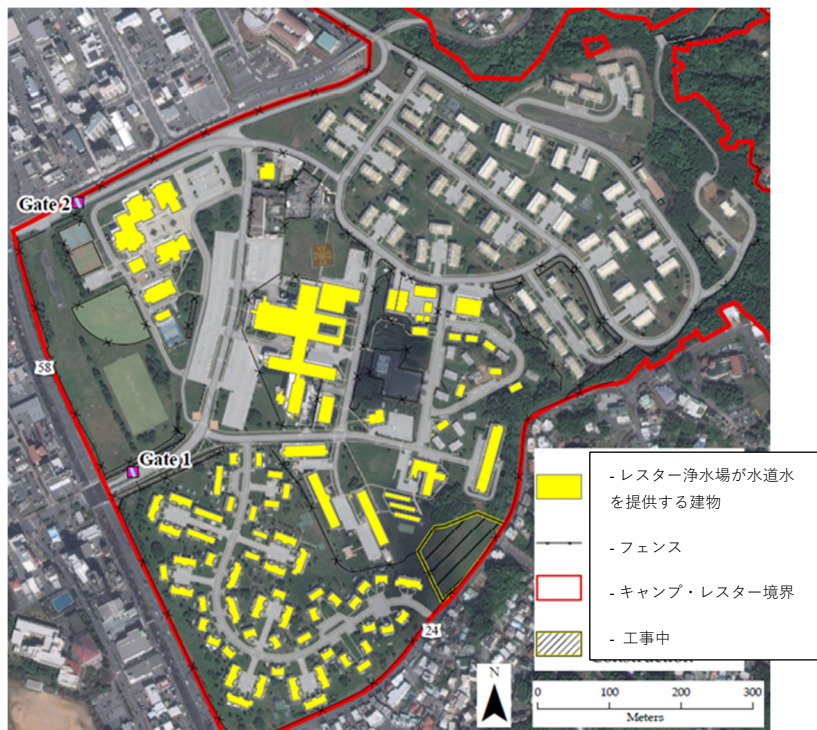 Gate 2
58
Gate 1
- レスター浄水場が水道水
を提供する建物
- フェンス
- キャンプ・レスター境界
- 工事中
24
N
0 100 200 300
Meters